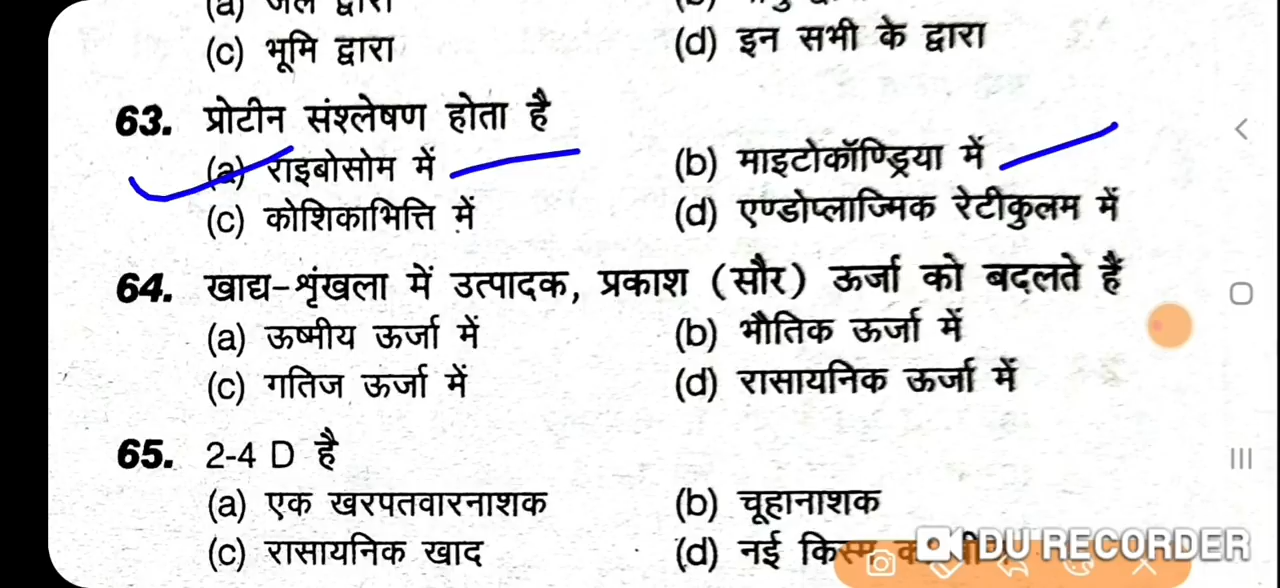 (c) भूमि द्वारा (d) इन सभी के द्वारा
63. प्रोटीन संश्लेषण होता है
(a) राइबोसोम में (b) माइटोकॉण्ड्रिया में
(c) कोशिकाभित्ति में (d) एण्डोप्लाज्मिक रेटीकुलम में
64. खाद्य-शृंखला में उत्पादक, प्रकाश (सौर) ऊर्जा को बदलते हैं
(a) ऊष्मीय ऊर्जा में (b) भौतिक ऊर्जा में
(c) गतिज ऊर्जा में (d) रासायनिक ऊर्जा में
65. 2-4 D है
(a) एक खरपतवारनाशक (b) चूहानाशक
(c) रासायनिक खाद (d) नई किस्म
DU RECORDER